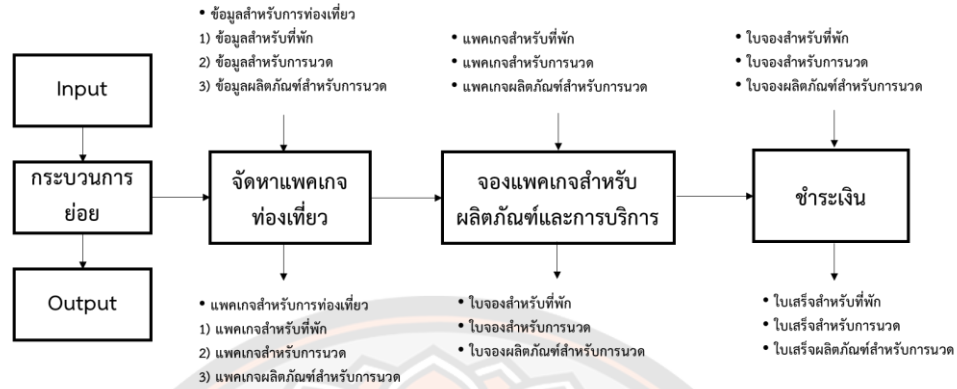 • ข้อมูลสำหรับการท่องเที่ยว
1) ข้อมูลสำหรับที่พัก
2) ข้อมูลสำหรับการนวด
3) ข้อมูลผลิตภัณฑ์สำหรับการนวด
• แพคเกจสำหรับที่พัก
• แพคเกจสำหรับการนวด
• แพคเกจผลิตภัณฑ์สำหรับการนวด
• ใบจองสำหรับที่พัก
• ใบจองสำหรับการนวด
• ใบจองผลิตภัณฑ์สำหรับการนวด
Input
กระบวนการ
ย่อย
จัดหาแพคเกจ
ท่องเที่ยว
จองแพคเกจสำหรับ
ผลิตภัณฑ์และการบริการ
ชำระเงิน
Output
• แพคเกจสำหรับการท่องเที่ยว
1) แพคเกจสำหรับที่พัก
2) แพคเกจสำหรับการนวด
3) แพคเกจผลิตภัณฑ์สำหรับการนวด
• ใบจองสำหรับที่พัก
• ใบจองสำหรับการนวด
• ใบจองผลิตภัณฑ์สำหรับการนวด
• ใบเสร็จสำหรับที่พัก
• ใบเสร็จสำหรับการนวด
• ใบเสร็จผลิตภัณฑ์สำหรับการนวด